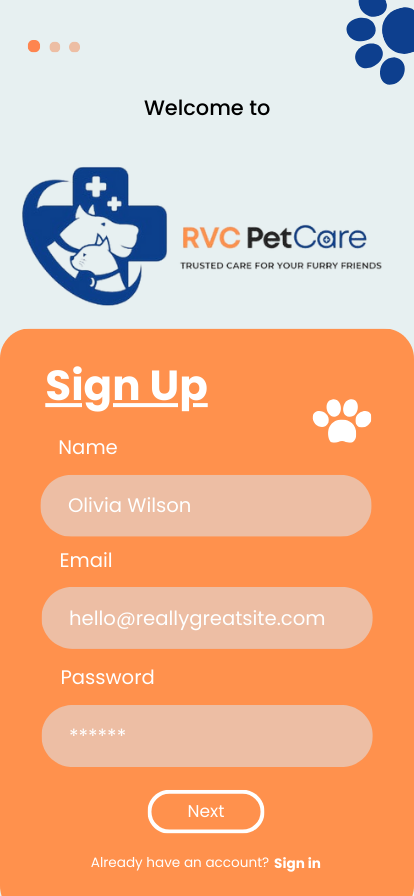 Welcome to
RVC PetCare
TRUSTED CARE FOR YOUR FURRY FRIENDS
Sign Up
Name
Olivia Wilson
Email
hello@reallygreatsite.com
Password
******
Next
Already have an account? Sign in